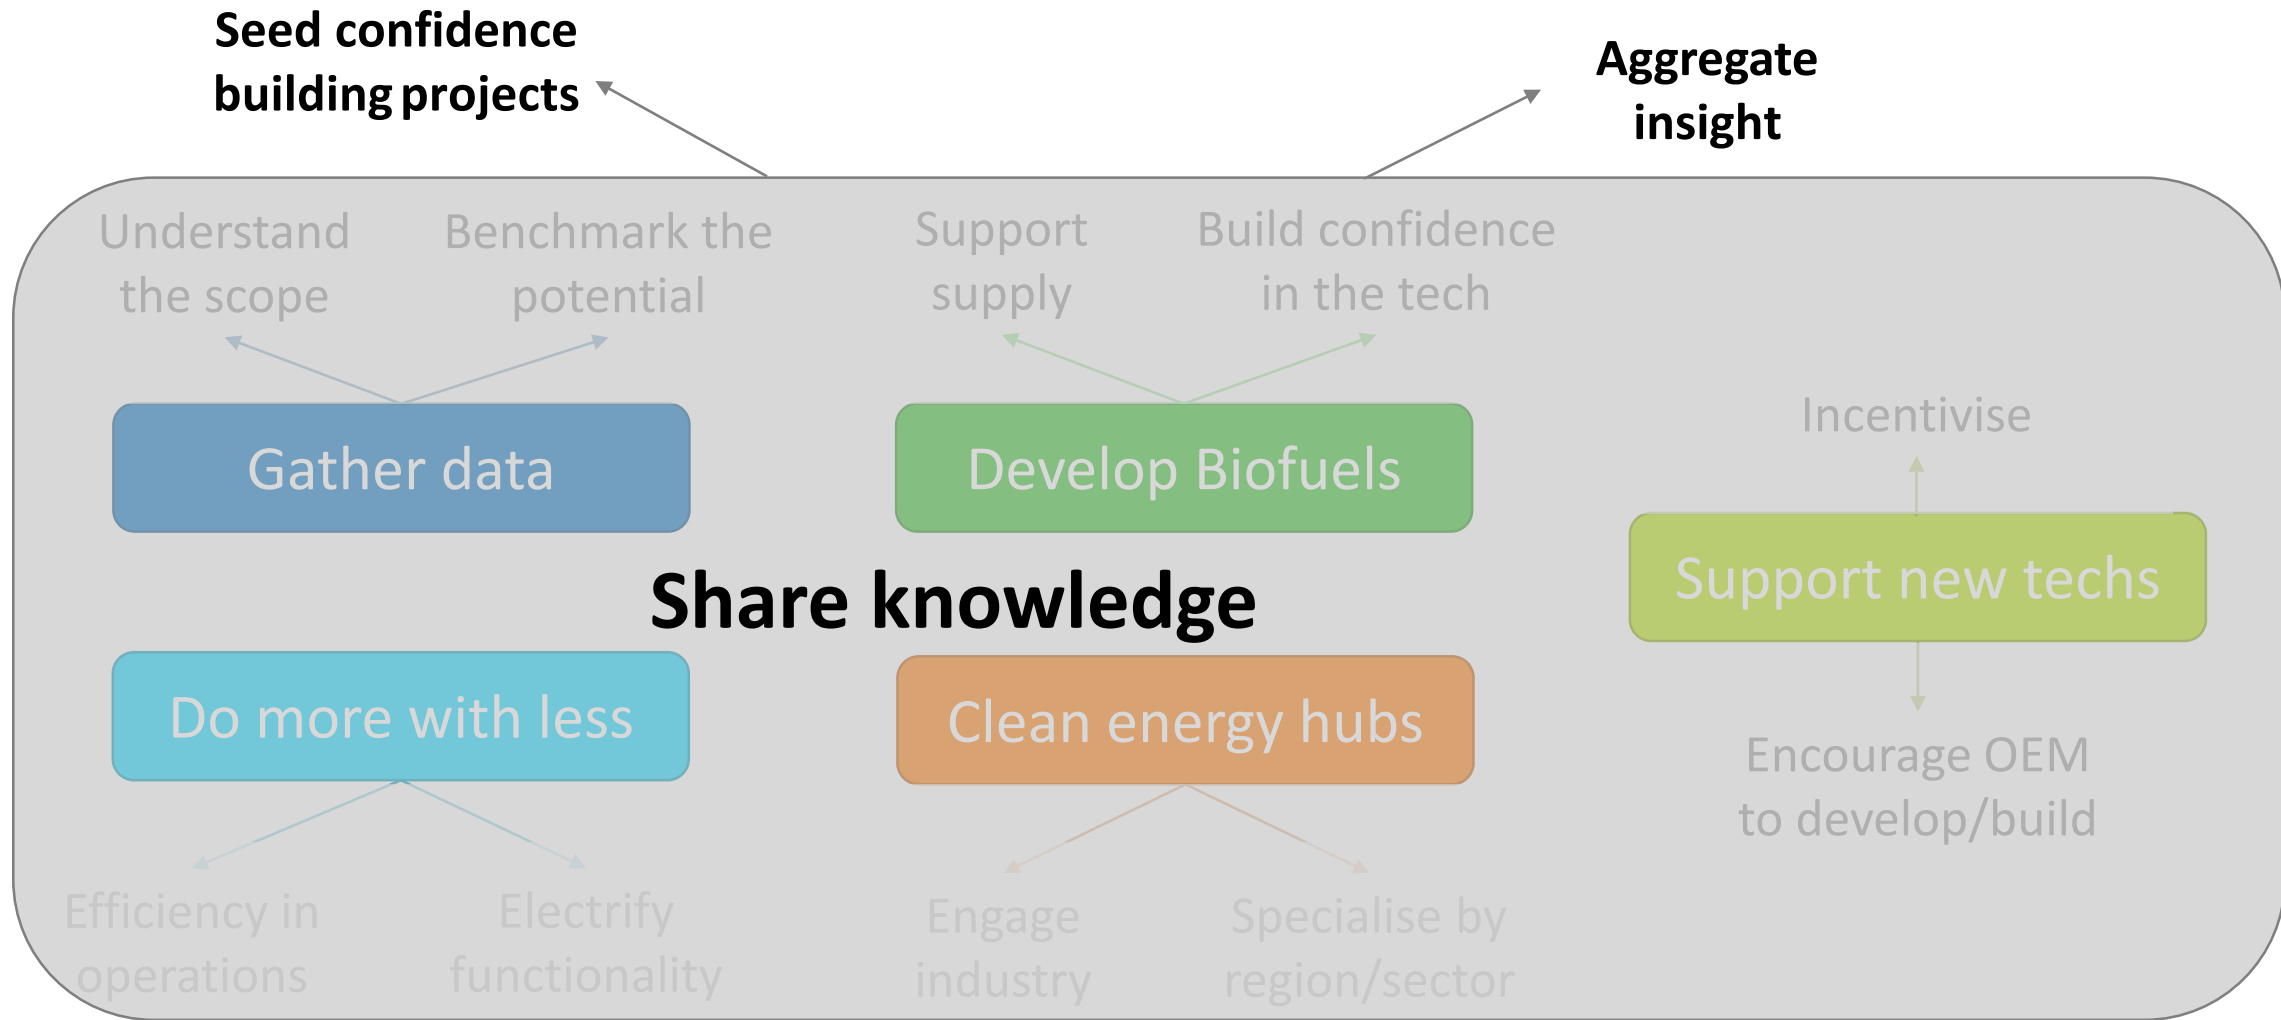 Seed confidence
building projects
Aggregate
insight
Understand
the scope
Benchmark the
potential
Support
supply
Build confidence
in the tech
Gather data
Develop Biofuels
Incentivise
Support new techs
Share knowledge
Do more with less
Clean energy hubs
Encourage OEM
to develop/build
Efficiency in
operations
Electrify
functionality
Engage
industry
Specialise by
region/sector